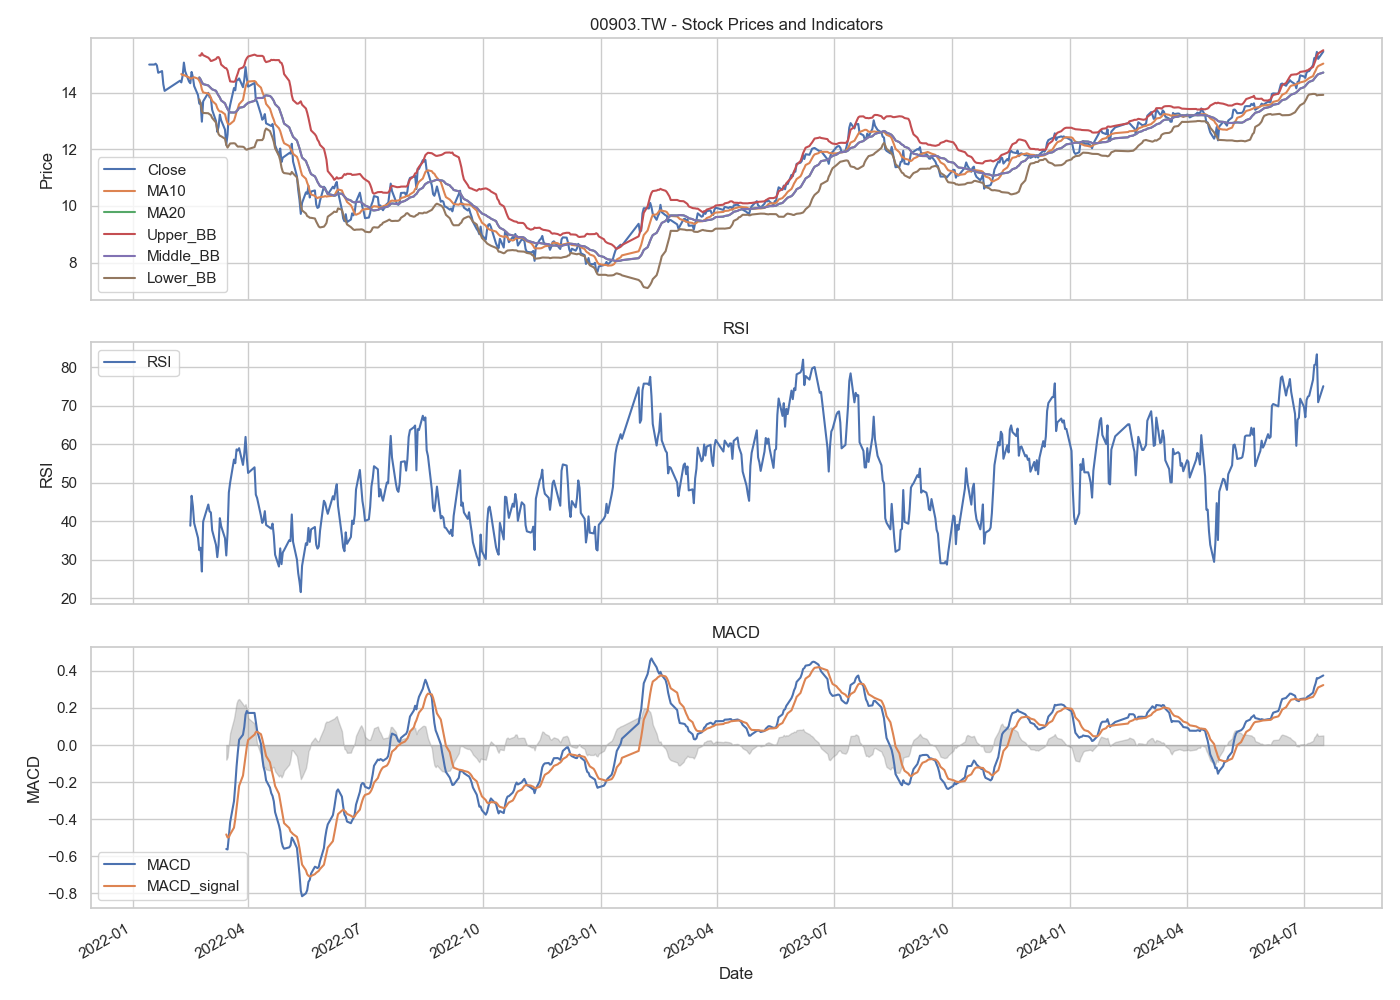 00903.TW - Stock Prices and Indicators
Price
14
12
10
8
Close
MA10
MA20
Upper_BB
Middle_BB
Lower_BB
RSI
RSI
80
70
60
50
40
30
20
RSI
MACD
MACD
0.4
0.2
0.0
−0.2
−0.4
−0.6
−0.8
MACD
MACD_signal
2022-01
2022-04
2022-07
2022-10
2023-01
2023-04
2023-07
2023-10
2024-01
2024-04
2024-07
Date